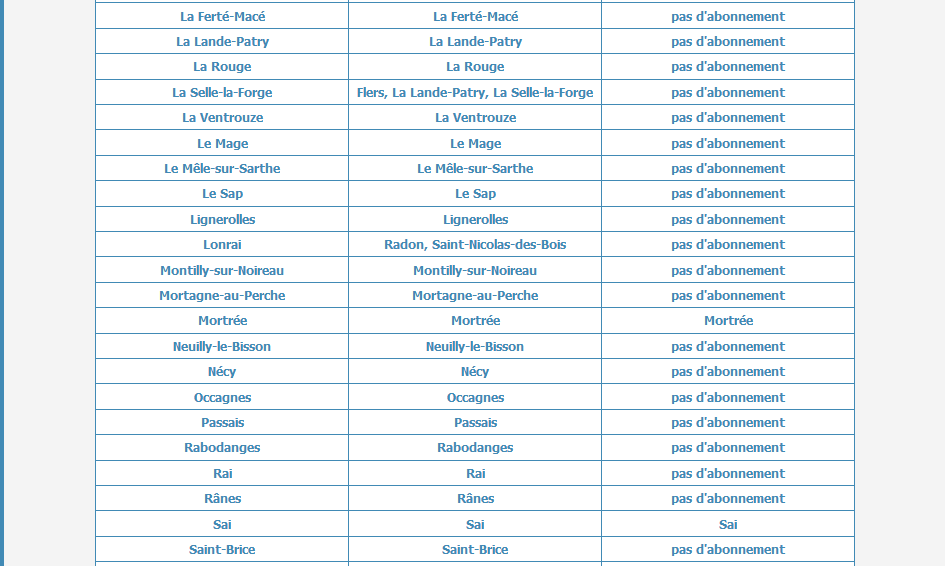 La Ferté-Macé La Ferté-Macé pas d'abonnement
La Lande-Patry La Lande-Patry pas d'abonnement
La Rouge La Rouge pas d'abonnement
La Selle-la-Forge Flers, La Lande-Patry, La Selle-la-Forge pas d'abonnement
La Ventrouze La Ventrouze pas d'abonnement
Le Mage Le Mage pas d'abonnement
Le Mêle-sur-Sarthe Le Mêle-sur-Sarthe pas d'abonnement
Le Sap Le Sap pas d'abonnement
Lignerolles Lignerolles pas d'abonnement
Lonrai Radon, Saint-Nicolas-des-Bois pas d'abonnement
Montilly-sur-Noireau Montilly-sur-Noireau pas d'abonnement
Mortagne-au-Perche Mortagne-au-Perche pas d'abonnement
Mortrée Mortrée Mortrée
Neuilly-le-Bisson Neuilly-le-Bisson pas d'abonnement
Nécy Nécy pas d'abonnement
Occagnes Occagnes pas d'abonnement
Passais Passais pas d'abonnement
Rabodanges Rabodanges pas d'abonnement
Rai Rai pas d'abonnement
Rânes Rânes pas d'abonnement
Sai Sai Sai
Saint-Brice Saint-Brice pas d'abonnement